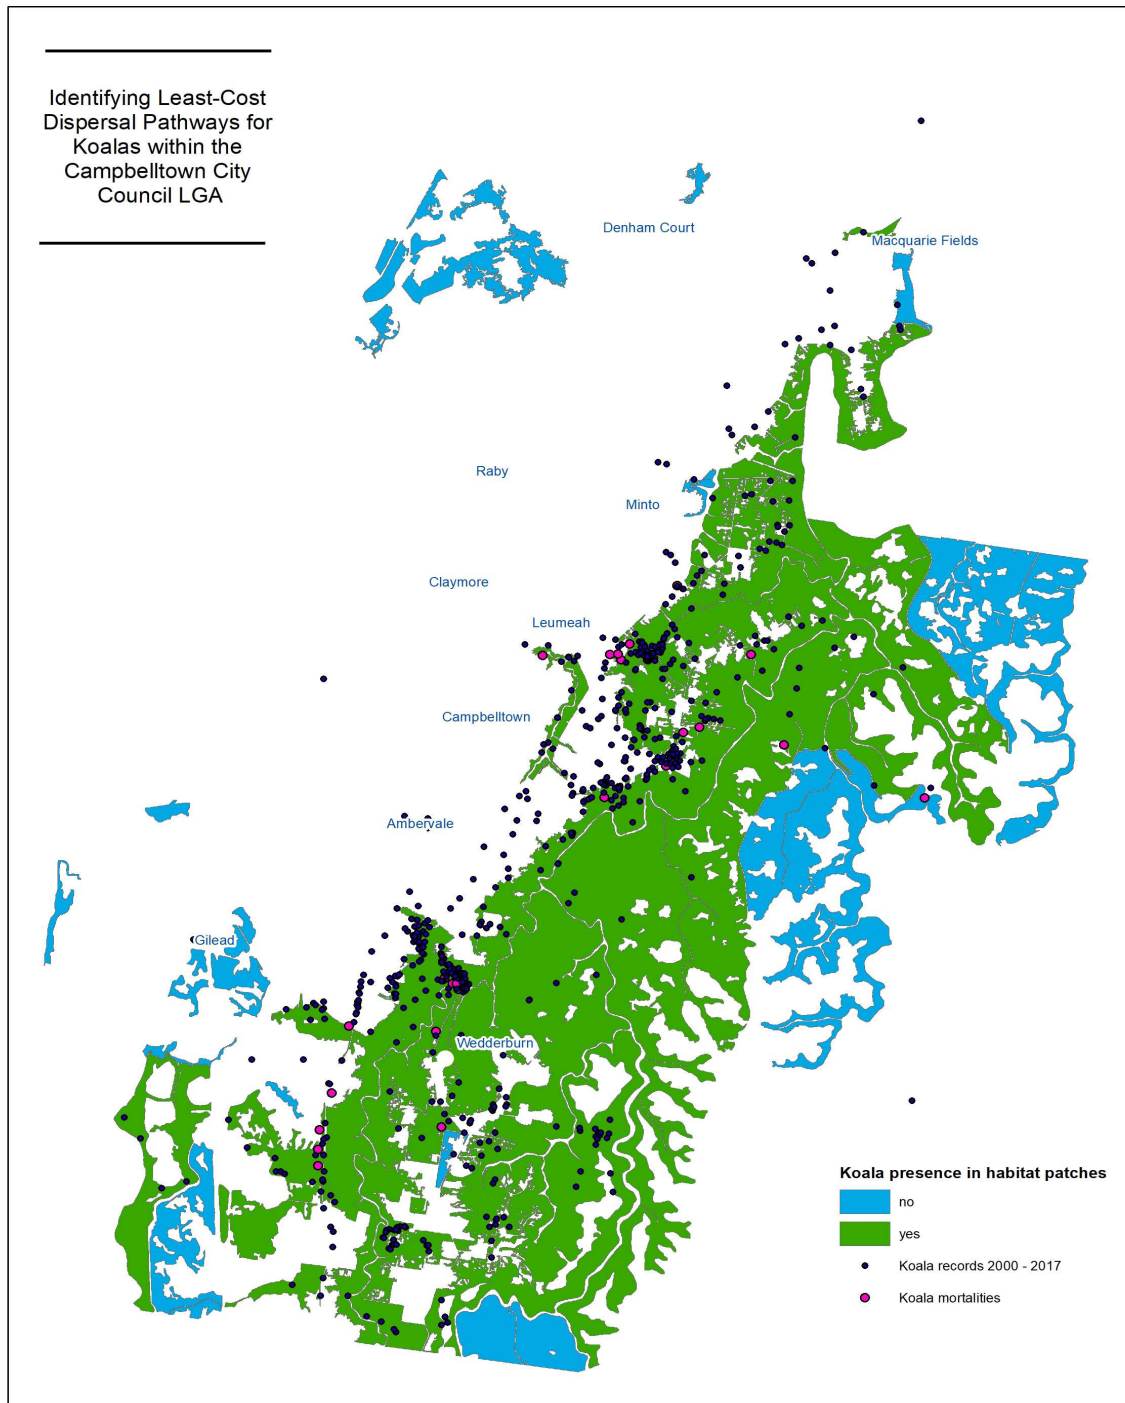 Identifying Least-Cost
Dispersal Pathways for
Koalas within the
Campbelltown City
Council LGA
Denham Court
Macquarie Fields
Raby
Minto
Claymore
Leumeah
Campbelltown
Ambervale
Gilead
Wedderburn
Koala presence in habitat patches
no
yes
Koala records 2000 - 2017
Koala mortalities